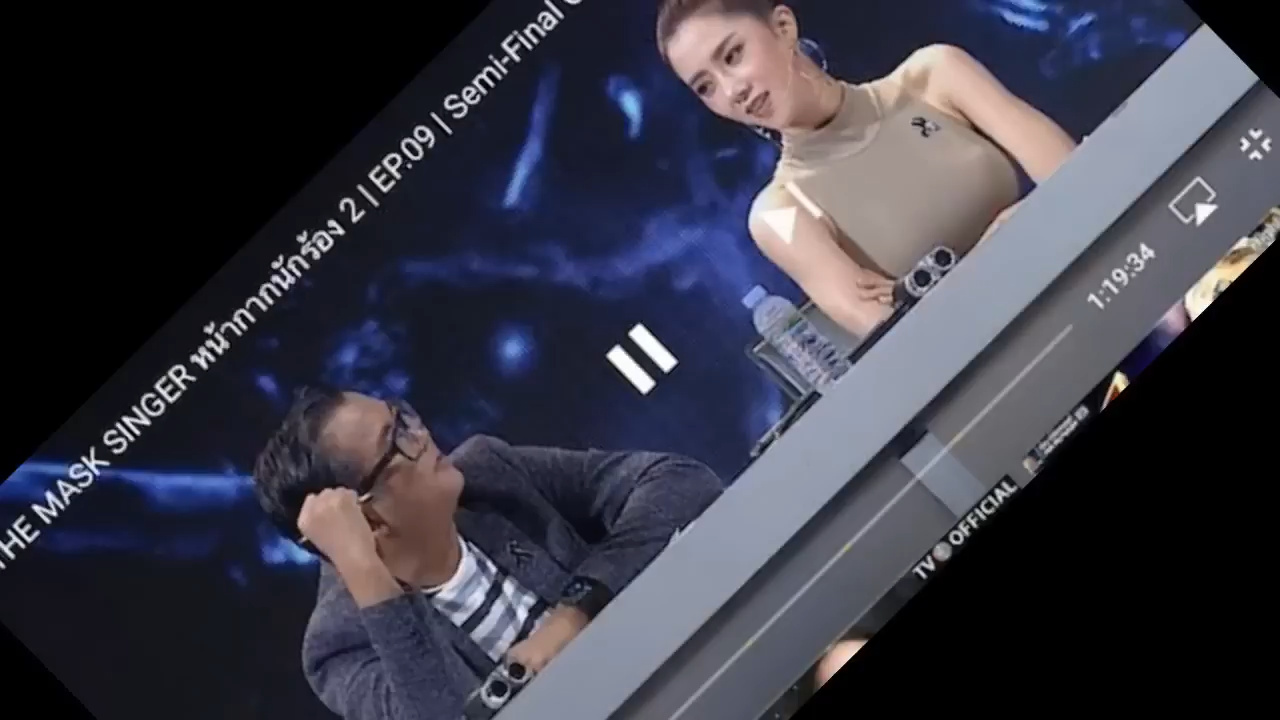 THE MASK SINGER หน้ากากนักร้อง 2 | EP.09 | Semi-Final
1:19:34
TV OFFICIAL